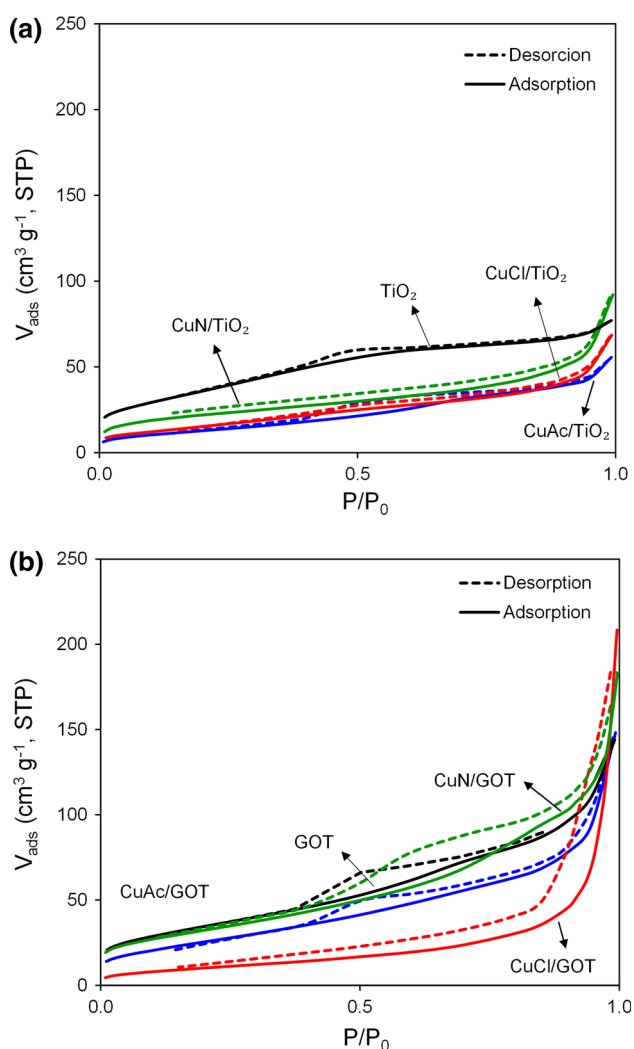 (a)
250
200
150
100
50
0
V_ads (cm³ g⁻¹, STP)
Desorcion
Adsorption
CuCl/TiO₂
TiO₂
CuN/TiO₂
CuAc/TiO₂
0.0
0.5
1.0
P/P₀
(b)
250
200
150
100
50
0
V_ads (cm³ g⁻¹, STP)
Desorption
Adsorption
CuN/GOT
GOT
CuAc/GOT
CuCl/GOT
0.0
0.5
1.0
P/P₀